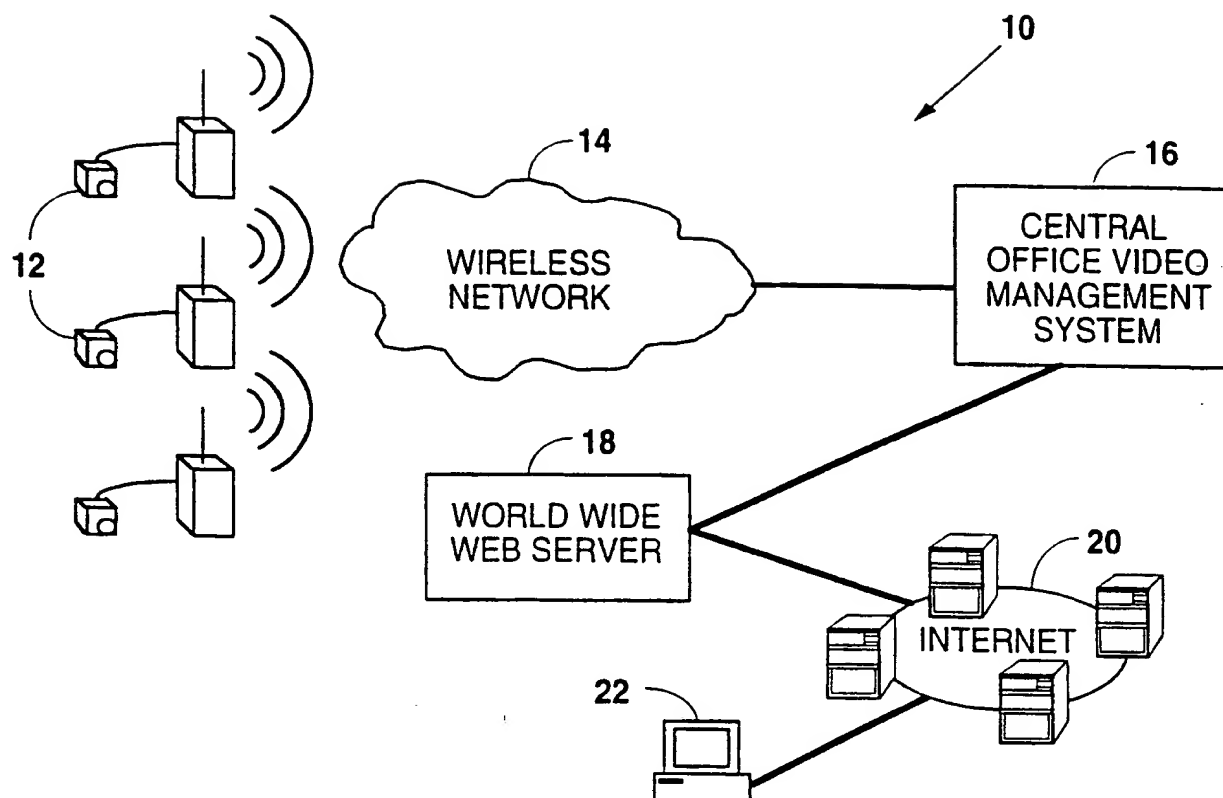 10
14
16
12
WIRELESS
NETWORK
CENTRAL
OFFICE VIDEO
MANAGEMENT
SYSTEM
18
WORLD WIDE
WEB SERVER
20
INTERNET
22